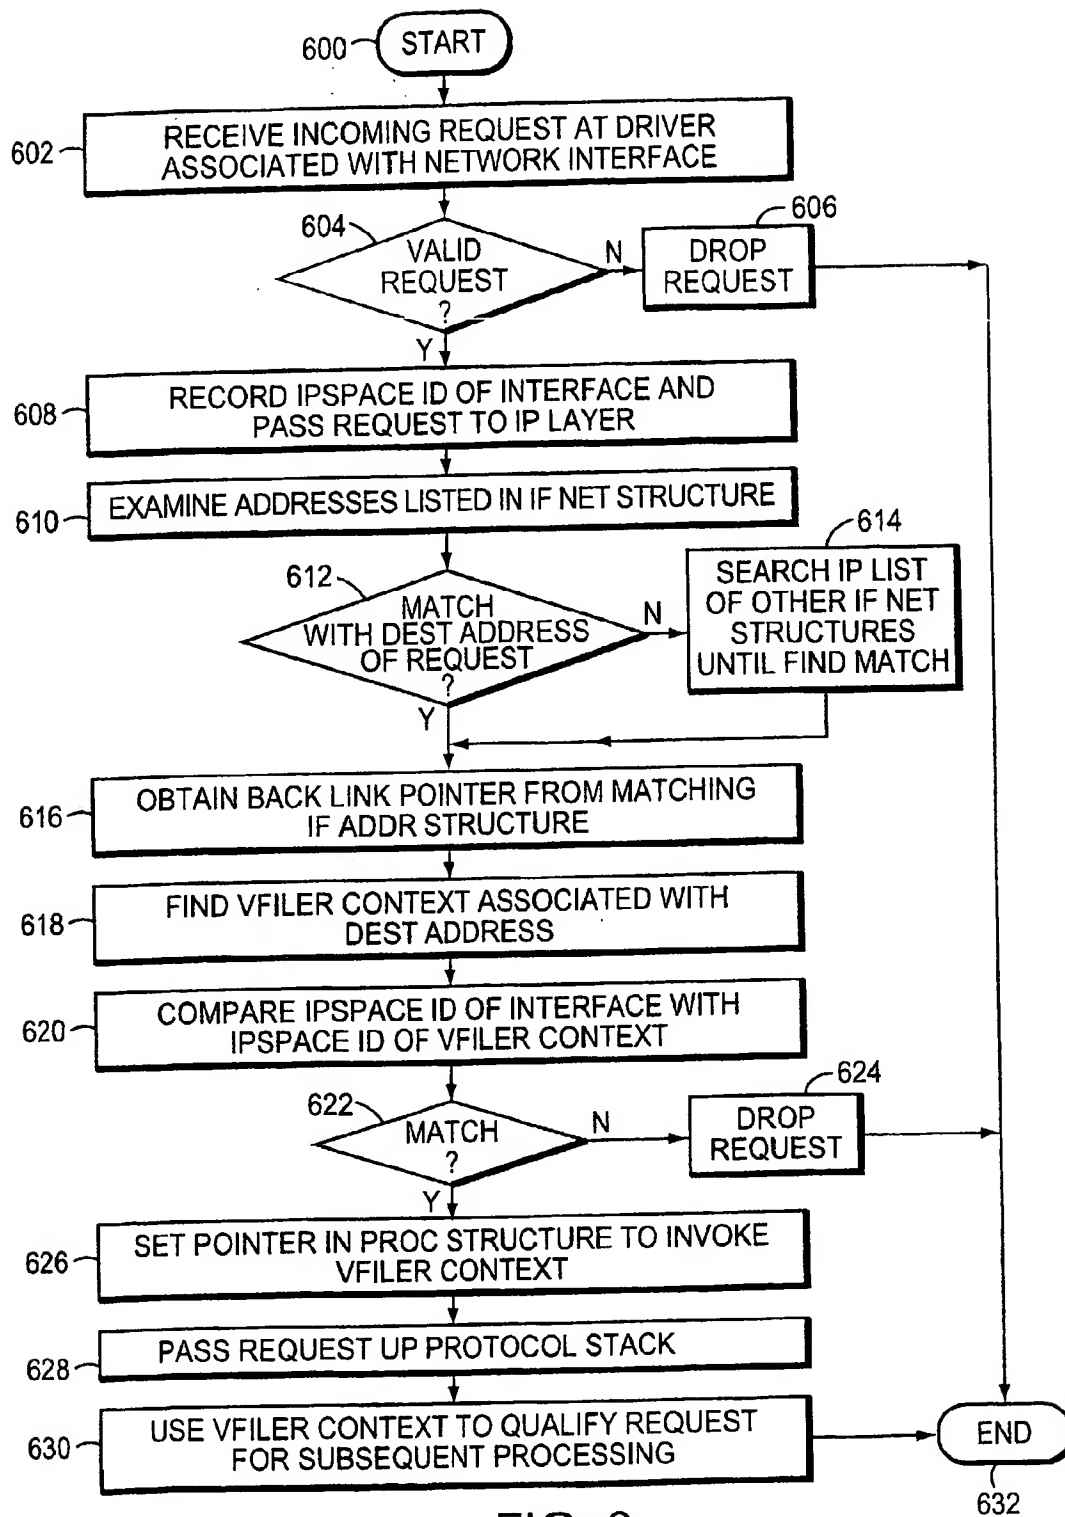 600
START
602
RECEIVE INCOMING REQUEST AT DRIVER
ASSOCIATED WITH NETWORK INTERFACE
604
VALID
REQUEST
?
N
606
DROP
REQUEST
Y
608
RECORD IPSPACE ID OF INTERFACE AND
PASS REQUEST TO IP LAYER
610
EXAMINE ADDRESSES LISTED IN IF NET STRUCTURE
612
MATCH
WITH DEST ADDRESS
OF REQUEST
?
N
614
SEARCH IP LIST
OF OTHER IF NET
STRUCTURES
UNTIL FIND MATCH
Y
616
OBTAIN BACK LINK POINTER FROM MATCHING
IF ADDR STRUCTURE
618
FIND VFILER CONTEXT ASSOCIATED WITH
DEST ADDRESS
620
COMPARE IPSPACE ID OF INTERFACE WITH
IPSPACE ID OF VFILER CONTEXT
622
MATCH
?
N
624
DROP
REQUEST
Y
626
SET POINTER IN PROC STRUCTURE TO INVOKE
VFILER CONTEXT
628
PASS REQUEST UP PROTOCOL STACK
630
USE VFILER CONTEXT TO QUALIFY REQUEST
FOR SUBSEQUENT PROCESSING
END
632